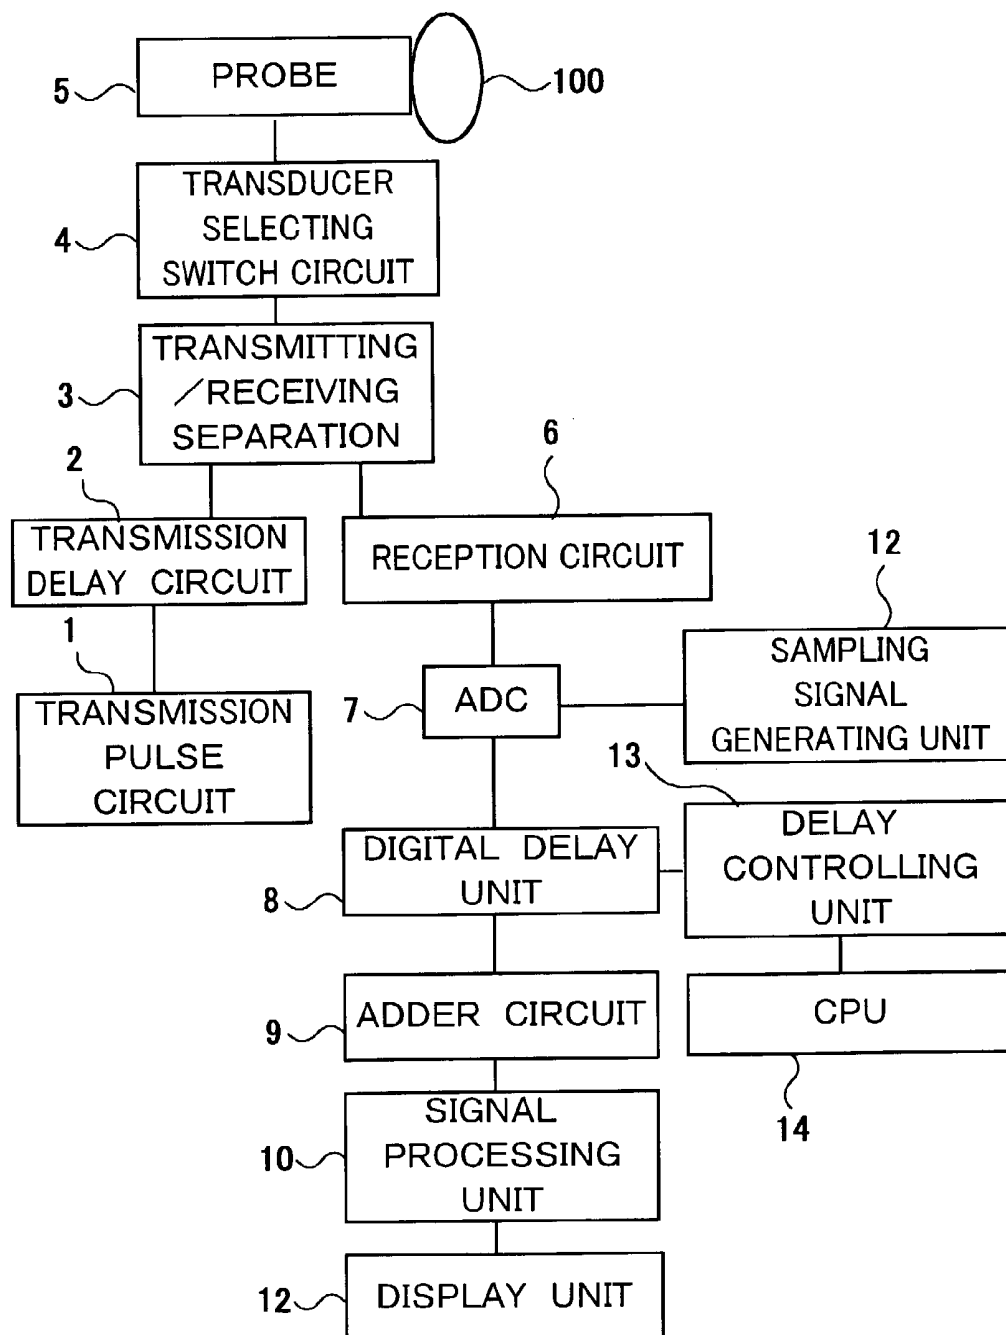 PROBE
5
100
TRANSDUCER
SELECTING
SWITCH CIRCUIT
4
TRANSMITTING
/RECEIVING
SEPARATION
3
2
TRANSMISSION
DELAY CIRCUIT
6
RECEPTION CIRCUIT
1
TRANSMISSION
PULSE
CIRCUIT
7
ADC
12
SAMPLING
SIGNAL
GENERATING UNIT
13
DELAY
CONTROLLING
UNIT
8
DIGITAL DELAY
UNIT
9
ADDER CIRCUIT
CPU
14
10
SIGNAL
PROCESSING
UNIT
12
DISPLAY UNIT